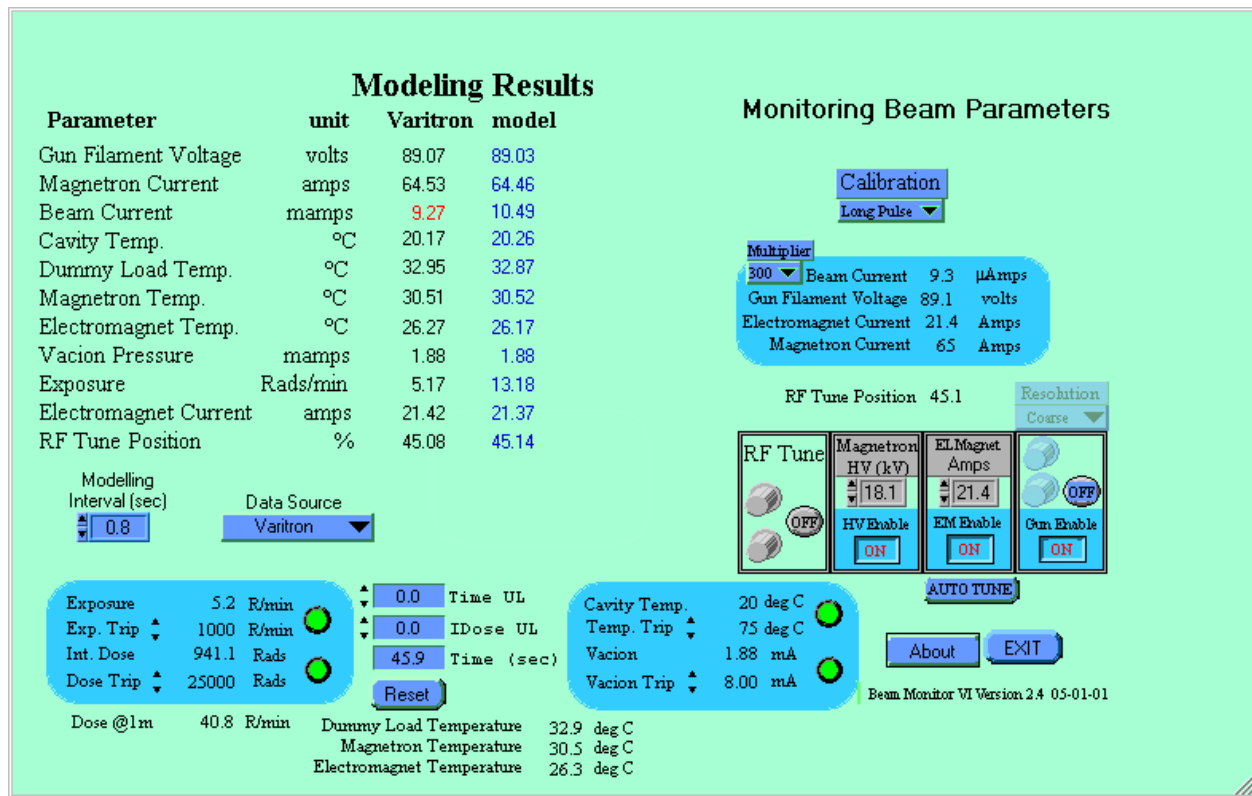 Modeling Results
Parameter unit Varitron model
Gun Filament Voltage volts 89.07 89.03
Magnetron Current amps 64.53 64.46
Beam Current mamps 9.27 10.49
Cavity Temp. ºC 20.17 20.26
Dummy Load Temp. ºC 32.95 32.87
Magnetron Temp. ºC 30.51 30.52
Electromagnet Temp. ºC 26.27 26.17
Vacion Pressure mamps 1.88 1.88
Exposure Rads/min 5.17 13.18
Electromagnet Current amps 21.42 21.37
RF Tune Position % 45.08 45.14
Modelling
Interval (sec)
0.8
Data Source
Varitron
Monitoring Beam Parameters
Calibration
Long Pulse
Multiplier
300
Beam Current 9.3 µAmps
Gun Filament Voltage 89.1 volts
Electromagnet Current 21.4 Amps
Magnetron Current 65 Amps
RF Tune Position 45.1
Resolution
Coarse
RF Tune
OFF
Magnetron
HV (kV)
18.1
HV Enable
ON
EL Magnet
Amps
21.4
EM Enable
ON
OFF
Gun Enable
ON
AUTO TUNE
Exposure 5.2 R/min
Exp. Trip 1000 R/min
Int. Dose 941.1 Rads
Dose Trip 25000 Rads
Dose @1m 40.8 R/min
0.0 Time UL
0.0 IDose UL
45.9 Time (sec)
Reset
Cavity Temp. 20 deg C
Temp. Trip 75 deg C
Vacion 1.88 mA
Vacion Trip 8.00 mA
Dummy Load Temperature 32.9 deg C
Magnetron Temperature 30.5 deg C
Electromagnet Temperature 26.3 deg C
About
EXIT
Beam Monitor VI Version 2.4 05-01-01